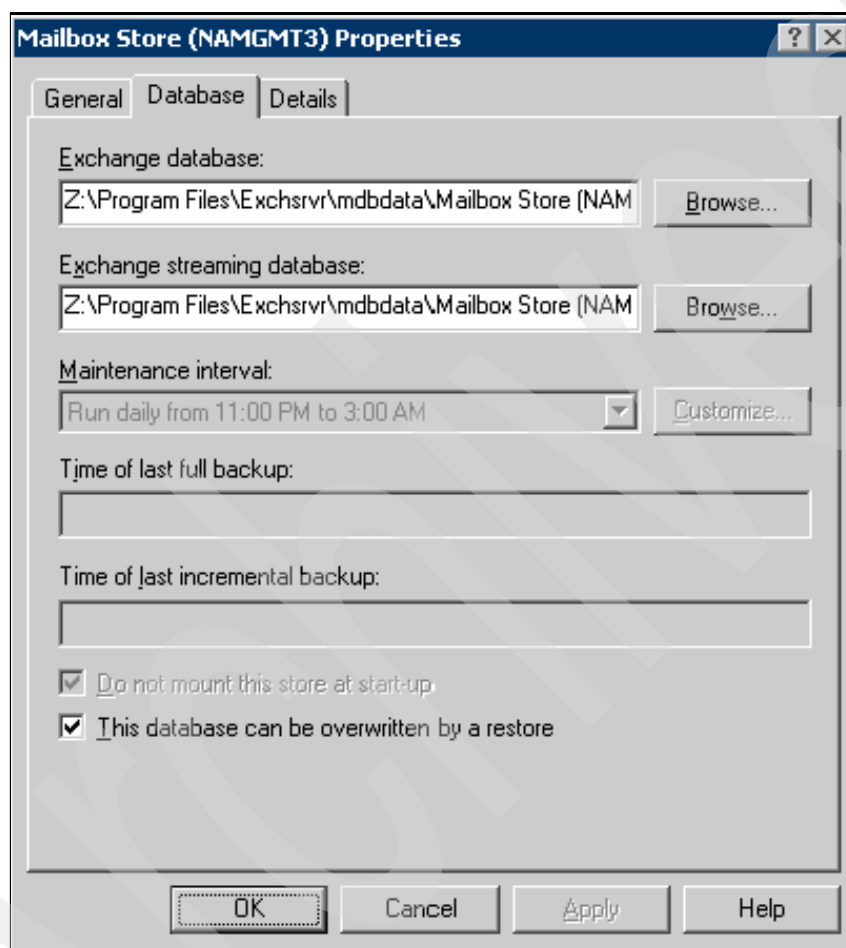 Mailbox Store (NAMGMT3) Properties
General Database Details
Exchange database:
Z:\Program Files\Exchsrvr\mdbdata\Mailbox Store (NAM Browse...
Exchange streaming database:
Z:\Program Files\Exchsrvr\mdbdata\Mailbox Store (NAM Browse...
Maintenance interval:
Run daily from 11:00 PM to 3:00 AM Customize...
Time of last full backup:
Time of last incremental backup:
Do not mount this store at start-up
This database can be overwritten by a restore
OK Cancel Apply Help